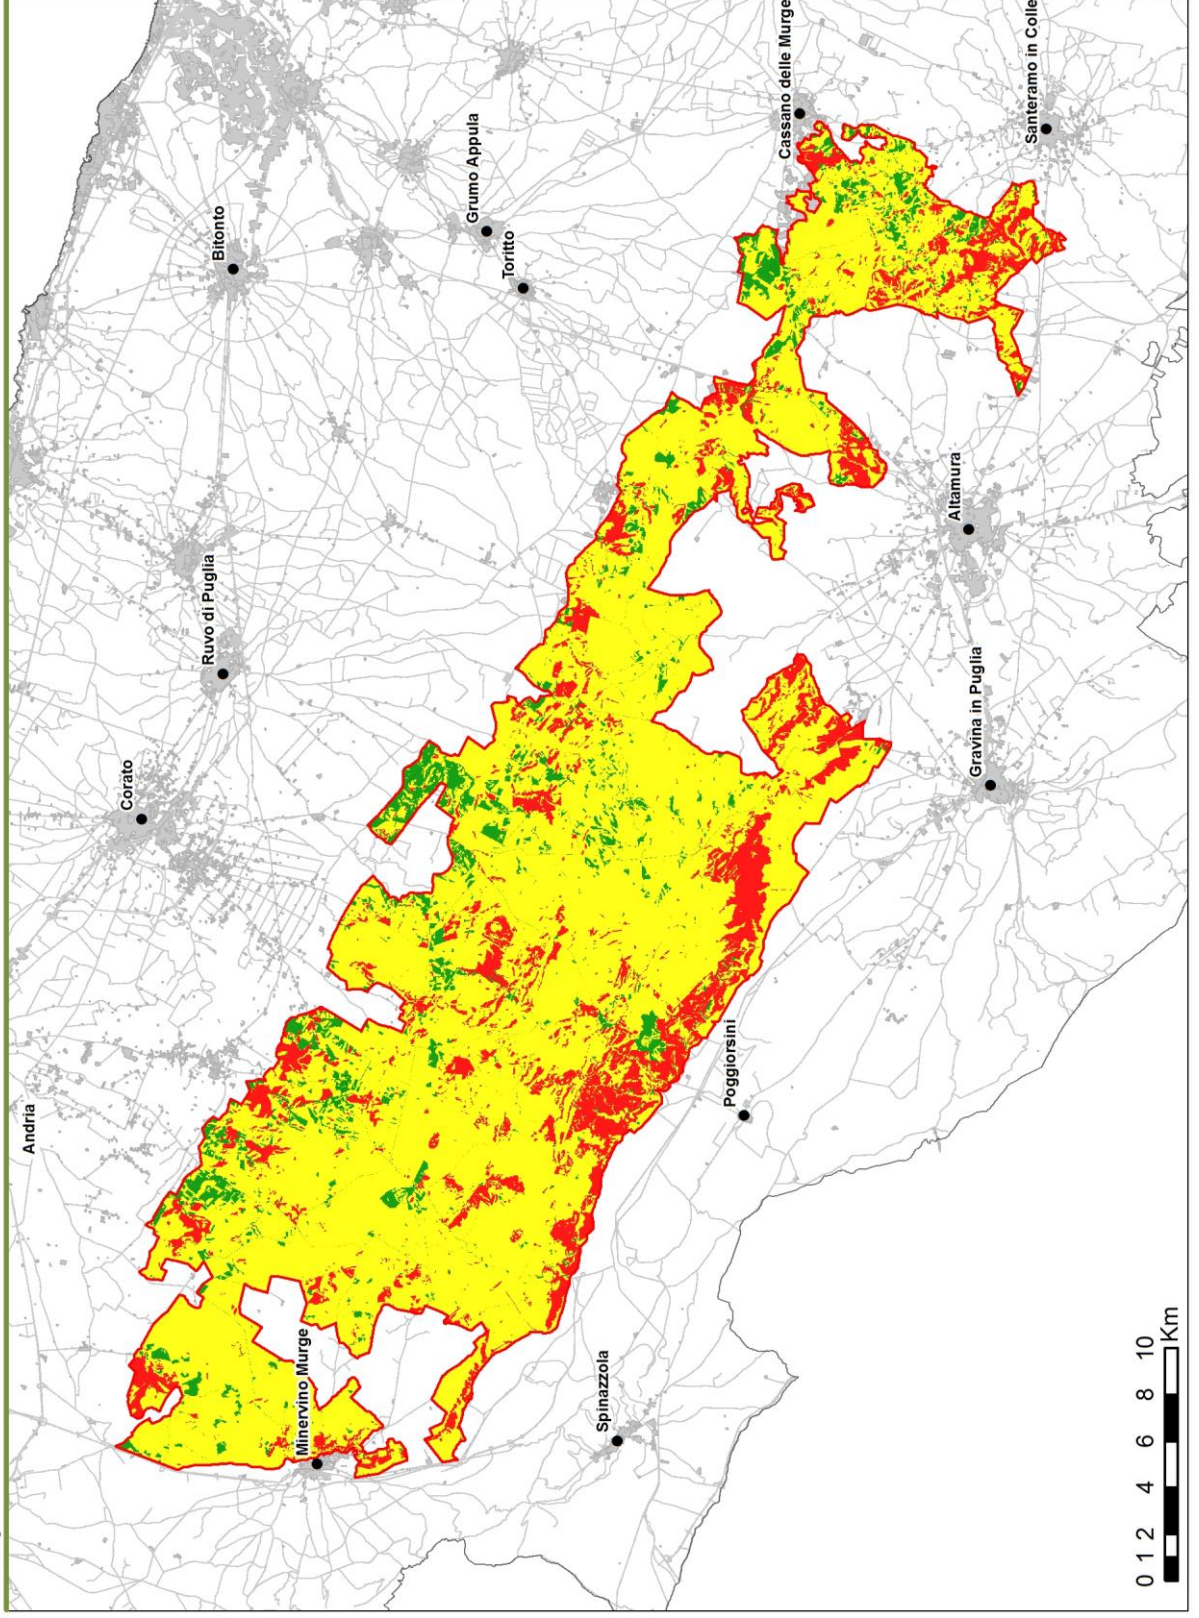 Andria
Corato
Ruvo di Puglia
Bitonto
Grumo Appula
Toritto
Cassano delle Murge
Santeramo in Colle
Minervino Murge
Spinazzola
Poggiorsini
Gravina in Puglia
Altamura
0 1 2 4 6 8 10
Km